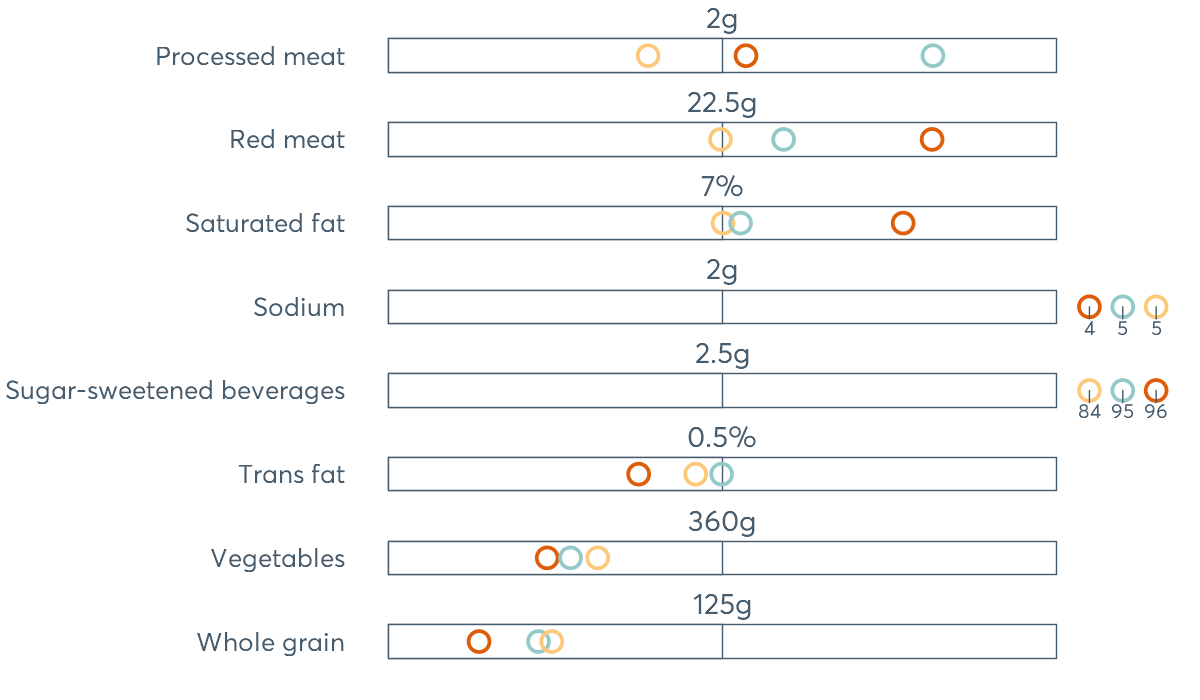 2g
Processed meat
22.5g
Red meat
7%
Saturated fat
2g
Sodium
4 5 5
2.5g
Sugar-sweetened beverages
84 95 96
0.5%
Trans fat
360g
Vegetables
125g
Whole grain